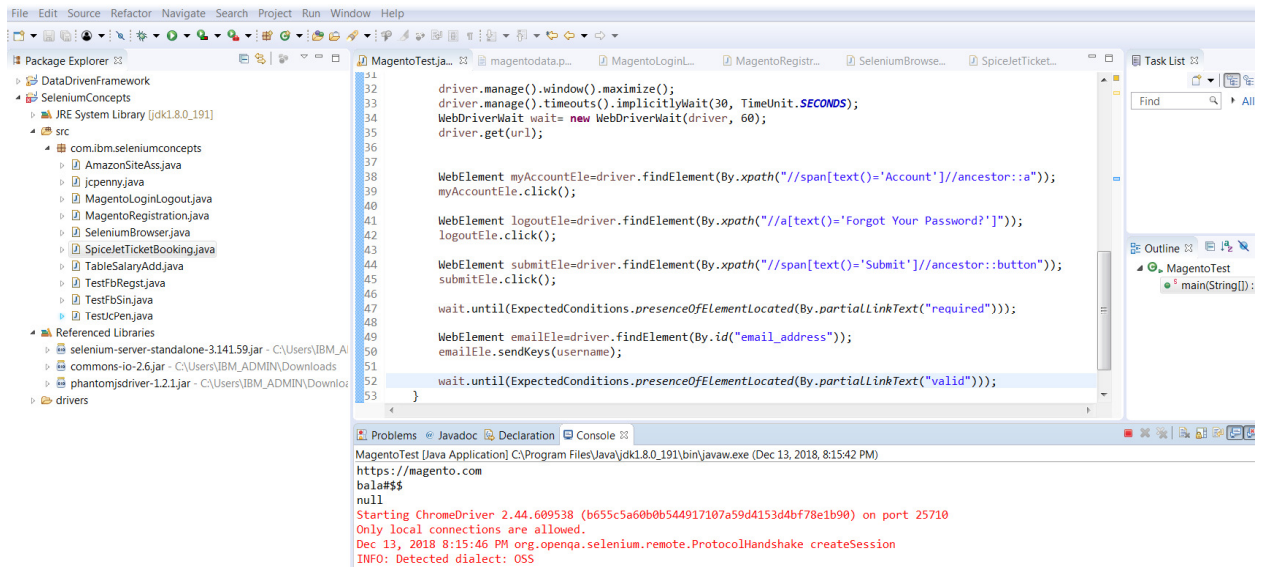 File Edit Source Refactor Navigate Search Project Run Window Help
Package Explorer
DataDrivenFramework
SeleniumConcepts
JRE System Library [jdk1.8.0_191]
src
com.ibm.seleniumconcepts
AmazonSiteAss.java
jcpenny.java
MagentoLoginLogout.java
MagentoRegistration.java
SeleniumBrowser.java
SpiceJetTicketBooking.java
TableSalaryAdd.java
TestFbRegst.java
TestFbSin.java
TestJcPen.java
Referenced Libraries
selenium-server-standalone-3.141.59.jar - C:\Users\IBM_A
commons-io-2.6.jar - C:\Users\IBM_ADMIN\Downloads
phantomjsdriver-1.2.1.jar - C:\Users\IBM_ADMIN\Downloa
drivers
MagentoTest.ja... magentodata.p... MagentoLoginL... MagentoRegistr... SeleniumBrowse... SpiceJetTicket...
31
32 driver.manage().window().maximize();
33 driver.manage().timeouts().implicitlyWait(30, TimeUnit.SECONDS);
34 WebDriverWait wait= new WebDriverWait(driver, 60);
35 driver.get(url);
36
37
38 WebElement myAccountEle=driver.findElement(By.xpath("//span[text()='Account']//ancestor::a"));
39 myAccountEle.click();
40
41 WebElement logoutEle=driver.findElement(By.xpath("//a[text()='Forgot Your Password?']"));
42 logoutEle.click();
43
44 WebElement submitEle=driver.findElement(By.xpath("//span[text()='Submit']//ancestor::button"));
45 submitEle.click();
46
47 wait.until(ExpectedConditions.presenceOfElementLocated(By.partialLinkText("required")));
48
49 WebElement emailEle=driver.findElement(By.id("email_address"));
50 emailEle.sendKeys(username);
51
52 wait.until(ExpectedConditions.presenceOfElementLocated(By.partialLinkText("valid")));
53 }
Task List
Find All
Outline
MagentoTest
main(String[]) :
Problems Javadoc Declaration Console
MagentoTest [Java Application] C:\Program Files\Java\jdk1.8.0_191\bin\javaw.exe (Dec 13, 2018, 8:15:42 PM)
https://magento.com
bala#$$
null
Starting ChromeDriver 2.44.609538 (b655c5a60b0b544917107a59d4153d4bf78e1b90) on port 25710
Only local connections are allowed.
Dec 13, 2018 8:15:46 PM org.openqa.selenium.remote.ProtocolHandshake createSession
INFO: Detected dialect: OSS